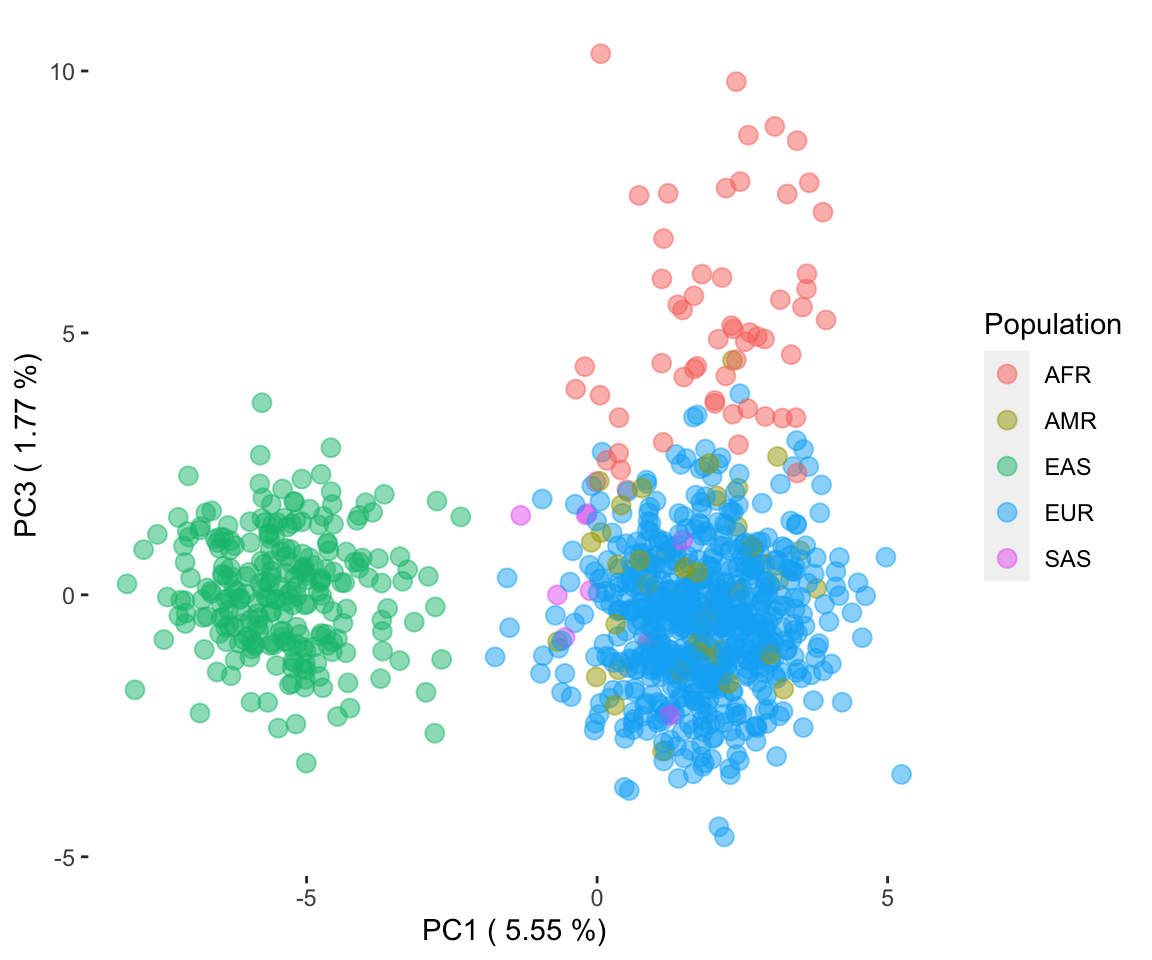 10
5
0
-5
PC3 ( 1.77 %)
-5 0 5
PC1 ( 5.55 %)
Population
AFR
AMR
EAS
EUR
SAS